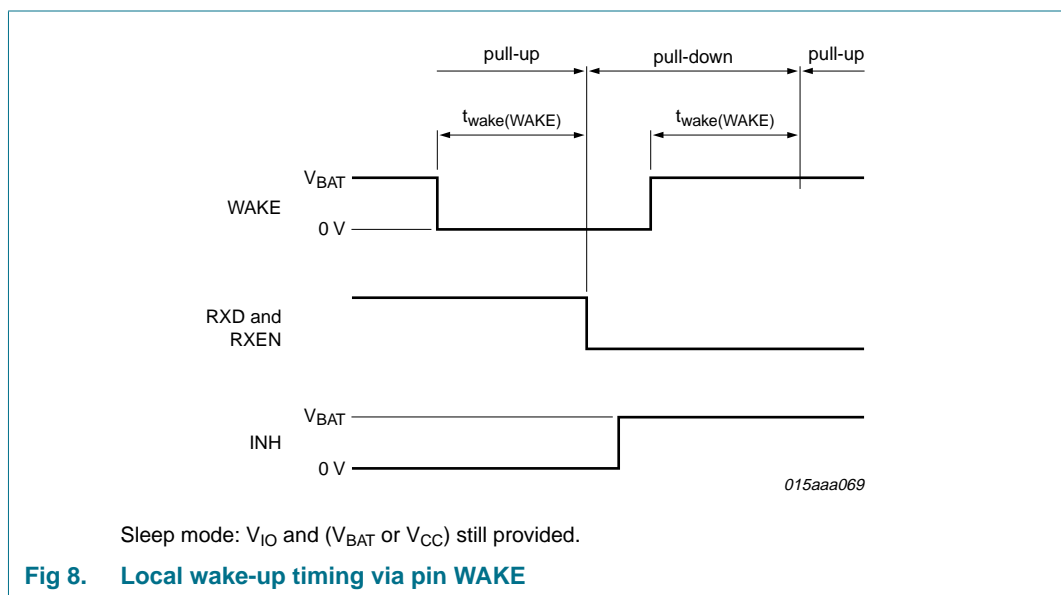 pull-up pull-down pull-up
twake(WAKE) twake(WAKE)
VBAT
WAKE
0 V
RXD and
RXEN
VBAT
INH
0 V
015aaa069
Sleep mode: VIO and (VBAT or VCC) still provided.
Fig 8. Local wake-up timing via pin WAKE